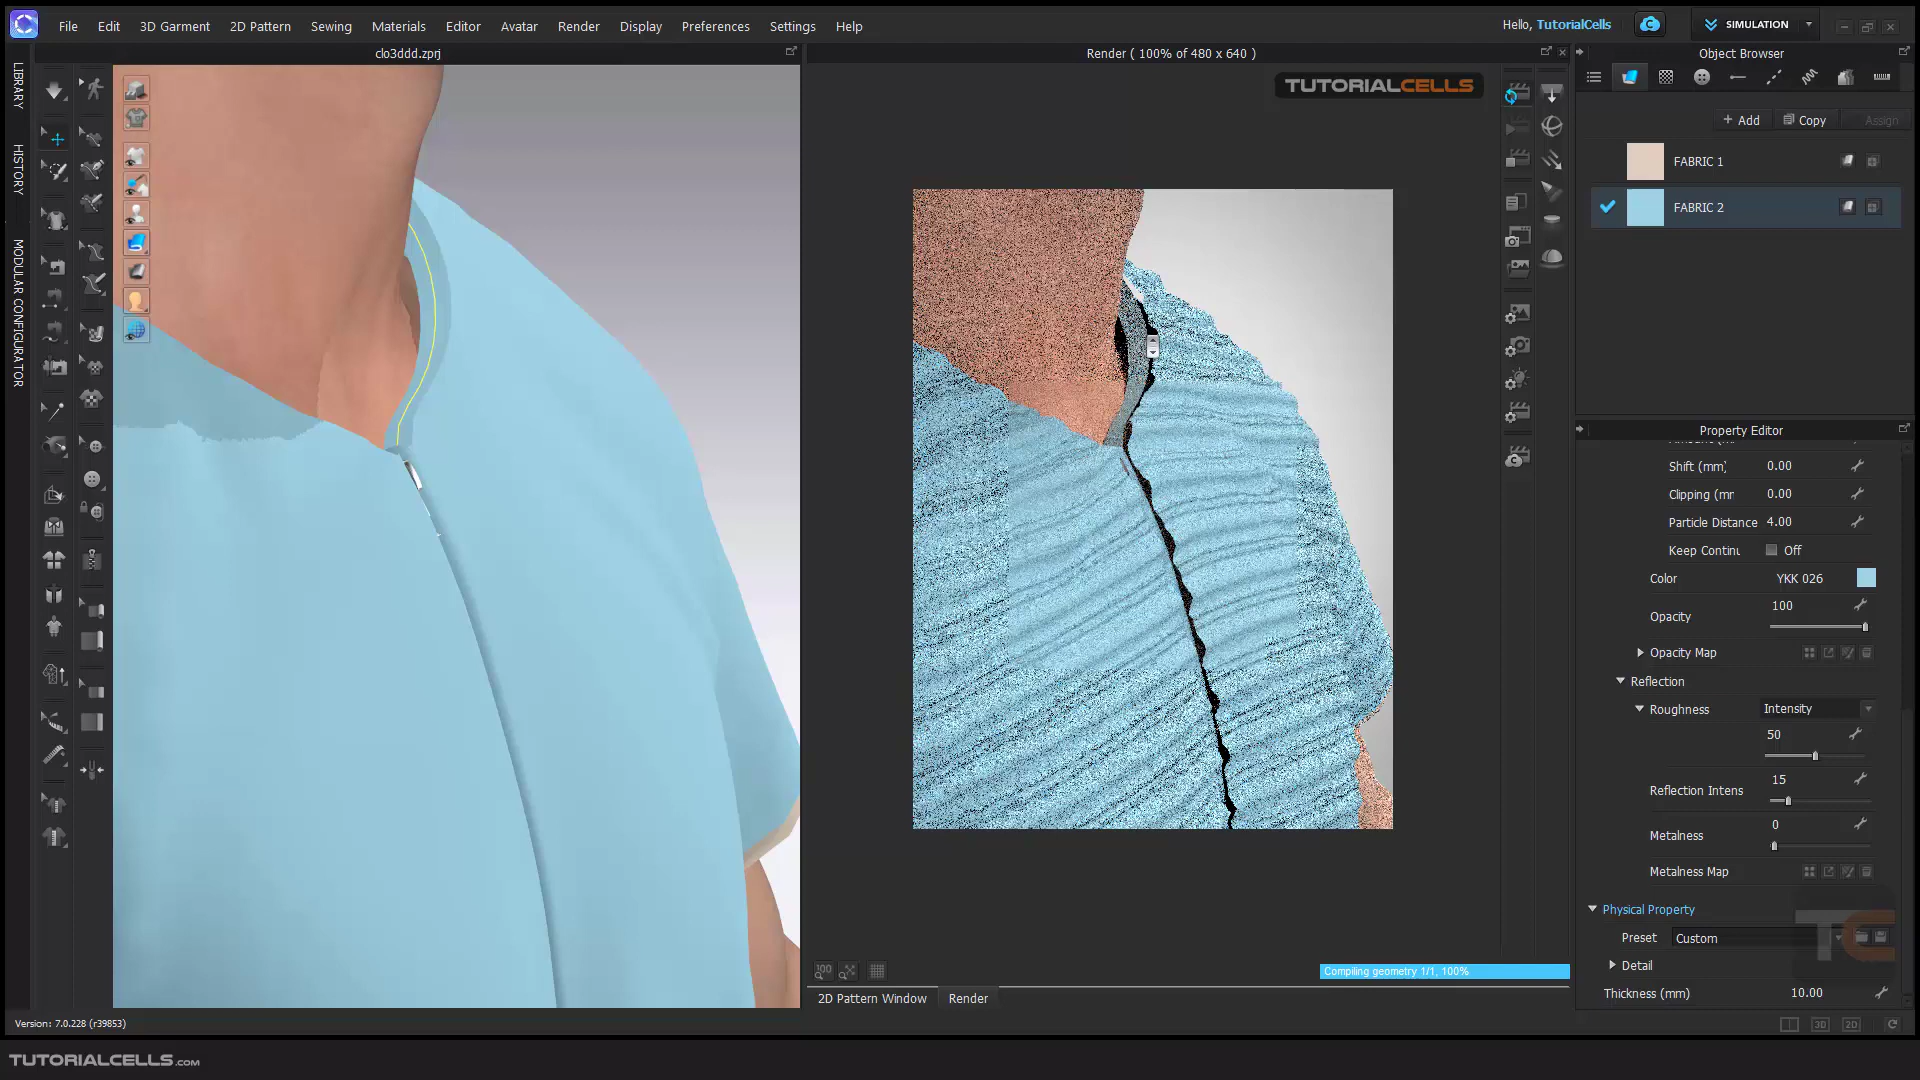 File Edit 3D Garment 2D Pattern Sewing Materials Editor Avatar Render Display Preferences Settings Help
Hello, TutorialCells
SIMULATION
clo3ddd.zprj
Render ( 100% of 480 x 640 )
Object Browser
LIBRARY
HISTORY
MODULAR CONFIGURATOR
TUTORIALCELLS
+ Add
Copy
Assign
FABRIC 1
FABRIC 2
Property Editor
Shift (mm) 0.00
Clipping (mr 0.00
Particle Distance 4.00
Keep Continu Off
Color YKK 026
Opacity 100
Opacity Map
Reflection
Roughness Intensity
50
Reflection Intens 15
Metalness 0
Metalness Map
Physical Property
Preset Custom
Detail
Thickness (mm) 10.00
TC
100
Compiling geometry 1/1, 100%
2D Pattern Window Render
Version: 7.0.228 (r39853)
3D 2D
TUTORIALCELLS.com